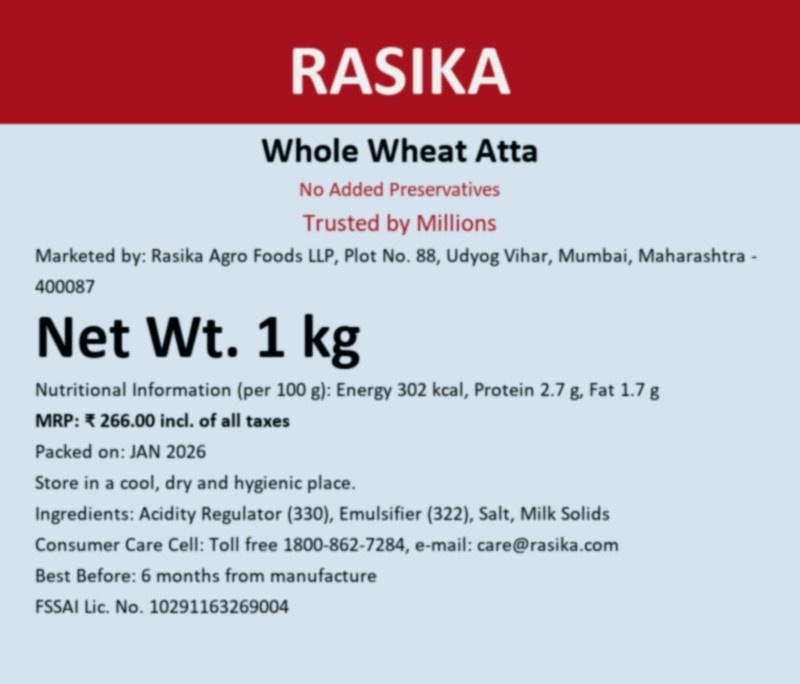 RASIKA
Whole Wheat Atta
No Added Preservatives
Trusted by Millions
Marketed by: Rasika Agro Foods LLP, Plot No. 88, Udyog Vihar, Mumbai, Maharashtra -
400087
Net Wt. 1 kg
Nutritional Information (per 100 g): Energy 302 kcal, Protein 2.7 g, Fat 1.7 g
MRP: ₹ 266.00 incl. of all taxes
Packed on: JAN 2026
Store in a cool, dry and hygienic place.
Ingredients: Acidity Regulator (330), Emulsifier (322), Salt, Milk Solids
Consumer Care Cell: Toll free 1800-862-7284, e-mail: care@rasika.com
Best Before: 6 months from manufacture
FSSAI Lic. No. 10291163269004